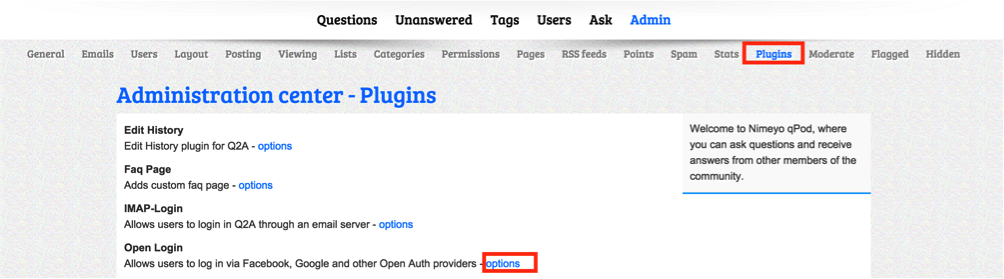 Questions Unanswered Tags Users Ask Admin
General Emails Users Layout Posting Viewing Lists Categories Permissions Pages RSS feeds Points Spam Stats Plugins Moderate Flagged Hidden
Administration center - Plugins
Edit History
Edit History plugin for Q2A - options
Faq Page
Adds custom faq page - options
IMAP-Login
Allows users to login in Q2A through an email server - options
Open Login
Allows users to log in via Facebook, Google and other Open Auth providers - options
Welcome to Nimeyo qPod, where
you can ask questions and receive
answers from other members of the
community.